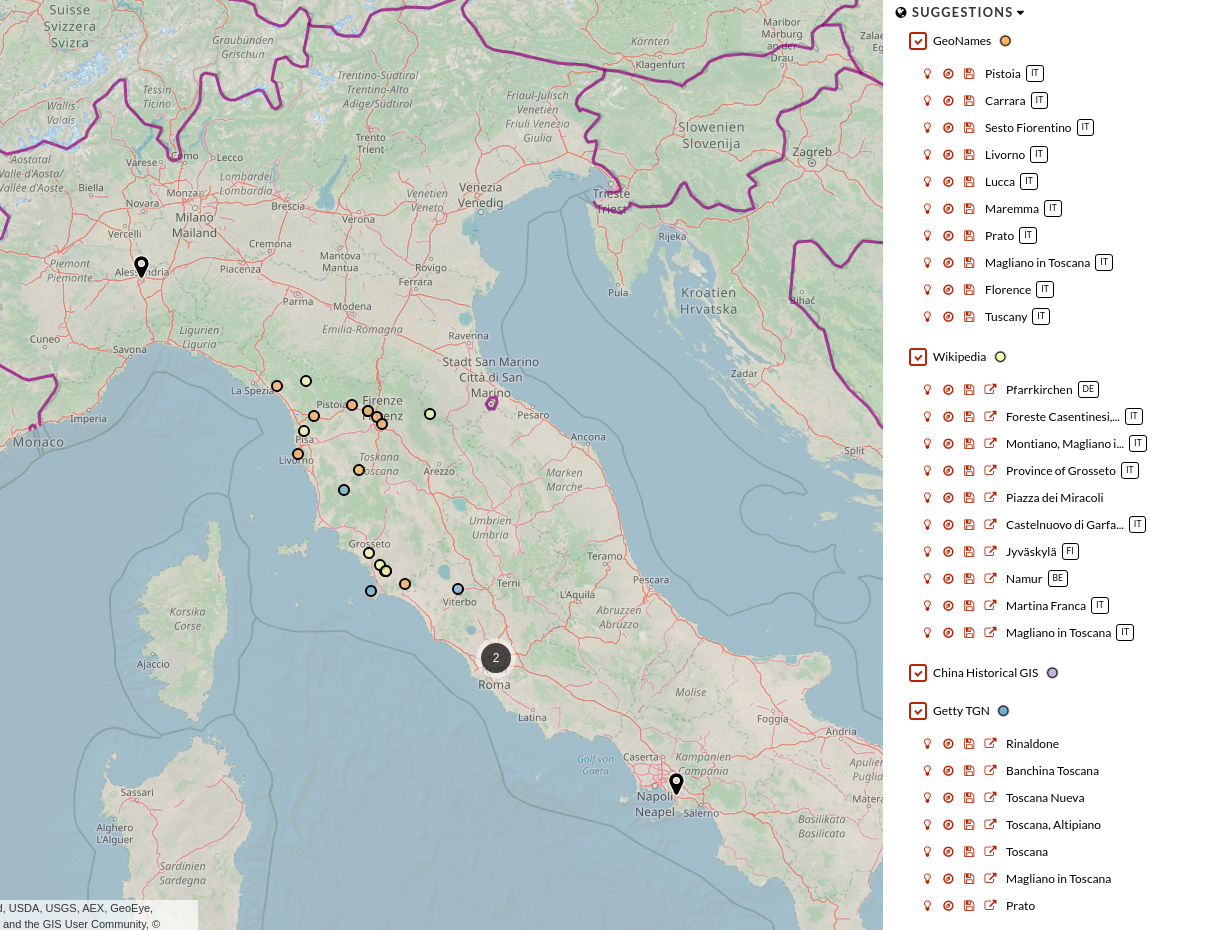 Suisse
Svizzera
Svizra
Graubünden
Grischun
Kärnten
Klagenfurt
Maribor
Marburg
an der
Drau
Trentino-Südtirol
Trentino-Alto
Adige/Südtirol
Tessin
Ticino
Wallis
Valais
Friaul-Julisch
Venetien
Friuli Venezia
Giulia
Slowenien
Slovenija
Trento
Trient
Zagreb
Aostatal
Valle d'Aosta/
Vallée d'Aoste
Varese
Como
Lecco
Biella
Monza
Lombardei
Lombardia
Novara
Brescia
Venetien
Veneto
Venezia
Venedig
Trieste
Triest
Milano
Mailand
Verona
Vercelli
Rijeka
Cremona
Mantova
Mantua
Rovigo
Piemont
Piemonte
Piacenza
Ferrara
Pula
Kroatien
Hrvatska
Bihać
Parma
Modena
Emilia-Romagna
Ligurien
Liguria
Cuneo
Savona
Ravenna
Stadt San Marino
Città di San
Marino
Zadar
La Spezia
Pistoia
Firenze
Pesaro
Imperia
Monaco
Pisa
Ancona
Split
Livorno
Toskana
Toscana
Arezzo
Marken
Marche
Umbrien
Umbria
Grosseto
Teramo
Terni
Pescara
Viterbo
L'Aquila
Abruzzen
Abruzzo
Korsika
Corse
2
Ajaccio
Roma
Molise
Latina
Foggia
Andria
Golf von
Gaeta
Caserta
Kampanien
Campania
Sassari
Napoli
Neapel
Salerno
Alghero
L'Alguer
Basilikata
Basilicata
Sardinien
Sardegna
, USDA, USGS, AEX, GeoEye,
and the GIS User Community, ©
SUGGESTIONS
GeoNames
Pistoia IT
Carrara IT
Sesto Fiorentino IT
Livorno IT
Lucca IT
Maremma IT
Prato IT
Magliano in Toscana IT
Florence IT
Tuscany IT
Wikipedia
Pfarrkirchen DE
Foreste Casentinesi,... IT
Montiano, Magliano i... IT
Province of Grosseto IT
Piazza dei Miracoli
Castelnuovo di Garfa... IT
Jyväskylä FI
Namur BE
Martina Franca IT
Magliano in Toscana IT
China Historical GIS
Getty TGN
Rinaldone
Banchina Toscana
Toscana Nueva
Toscana, Altipiano
Toscana
Magliano in Toscana
Prato